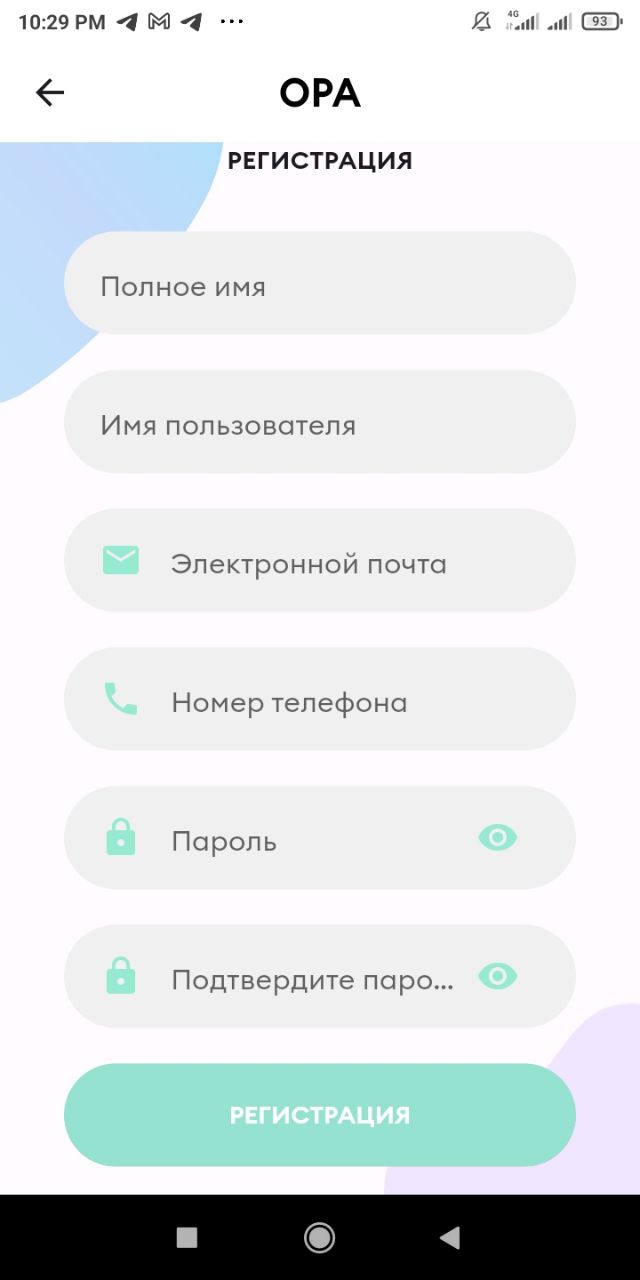 10:29 PM
4G
93
OPA
РЕГИСТРАЦИЯ
Полное имя
Имя пользователя
Электронной почта
Номер телефона
Пароль
Подтвердите паро...
РЕГИСТРАЦИЯ